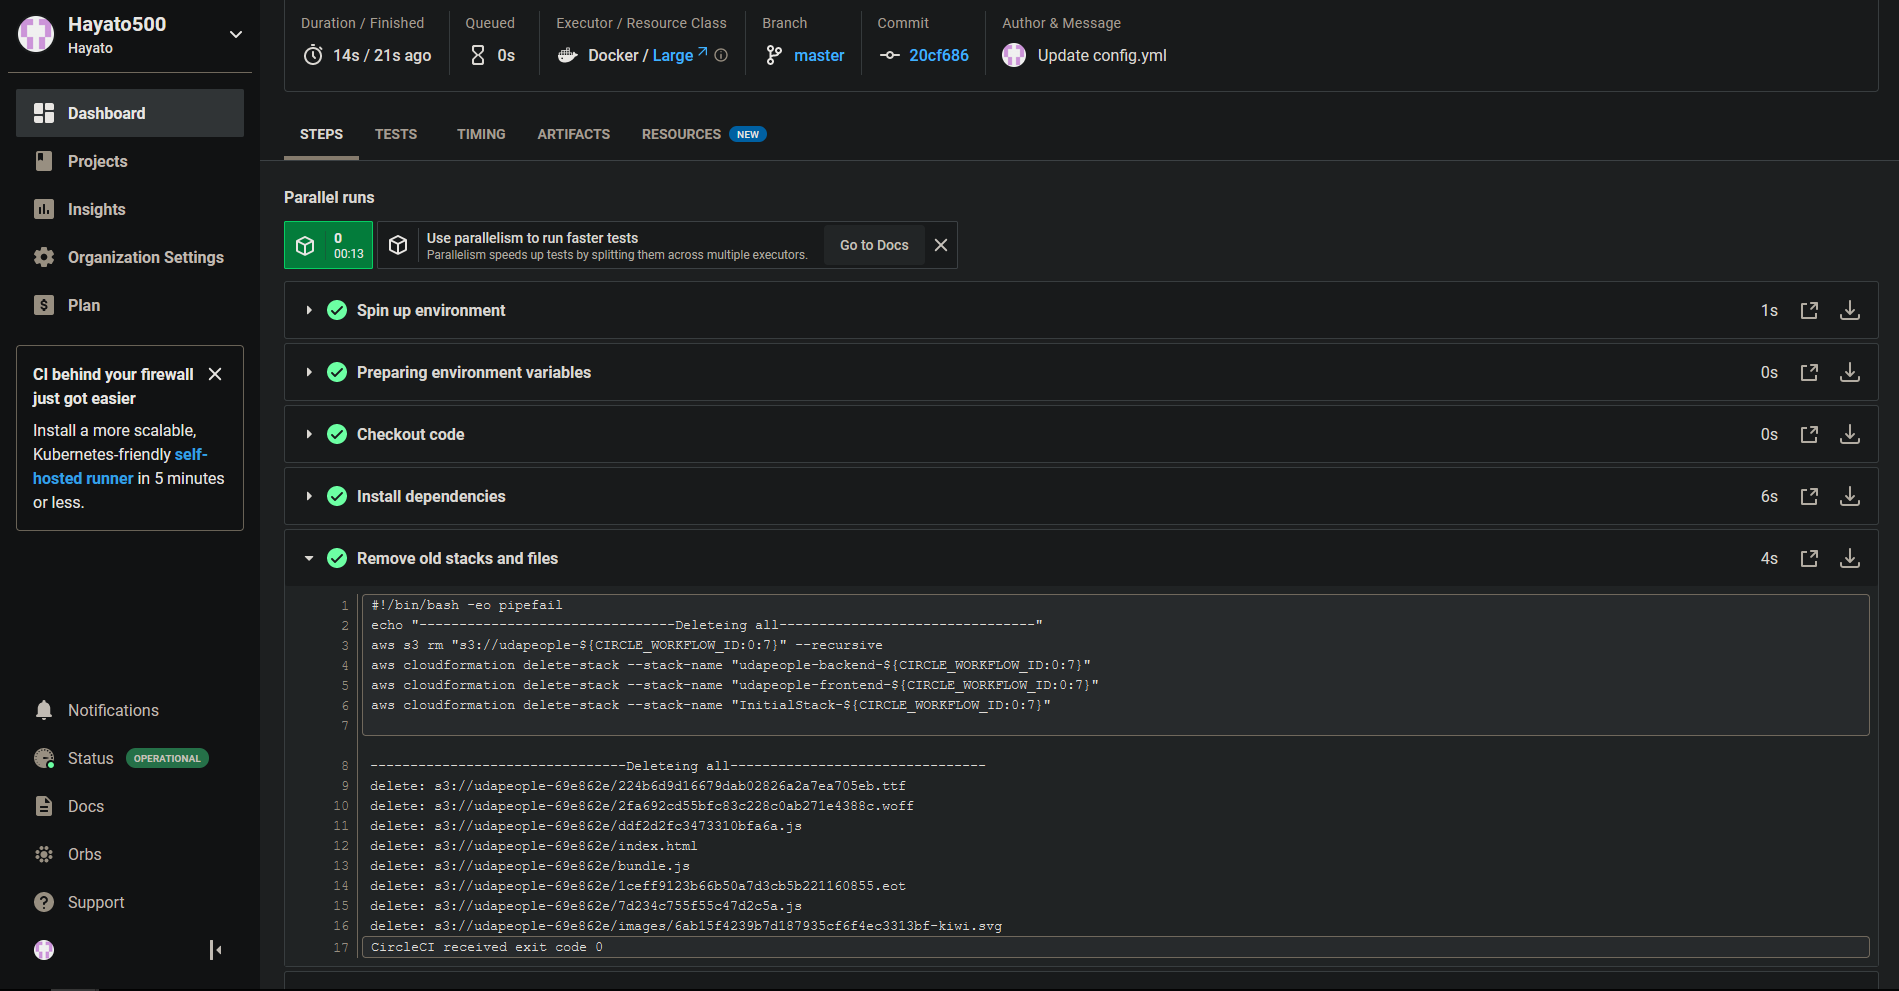 Hayato500
Hayato
Dashboard
Projects
Insights
Organization Settings
Plan
CI behind your firewall
just got easier
Install a more scalable,
Kubernetes-friendly self-
hosted runner in 5 minutes
or less.
Notifications
Status OPERATIONAL
Docs
Orbs
Support
Duration / Finished Queued Executor / Resource Class Branch Commit Author & Message
14s / 21s ago 0s Docker / Large master 20cf686 Update config.yml
STEPS TESTS TIMING ARTIFACTS RESOURCES NEW
Parallel runs
0
00:13
Use parallelism to run faster tests
Parallelism speeds up tests by splitting them across multiple executors.
Go to Docs
Spin up environment 1s
Preparing environment variables 0s
Checkout code 0s
Install dependencies 6s
Remove old stacks and files 4s
1 #!/bin/bash -eo pipefail
2 echo "--------------------------------Deleteing all--------------------------------"
3 aws s3 rm "s3://udapeople-${CIRCLE_WORKFLOW_ID:0:7}" --recursive
4 aws cloudformation delete-stack --stack-name "udapeople-backend-${CIRCLE_WORKFLOW_ID:0:7}"
5 aws cloudformation delete-stack --stack-name "udapeople-frontend-${CIRCLE_WORKFLOW_ID:0:7}"
6 aws cloudformation delete-stack --stack-name "InitialStack-${CIRCLE_WORKFLOW_ID:0:7}"
7
8 --------------------------------Deleteing all--------------------------------
9 delete: s3://udapeople-69e862e/224b6d9d16679dab02826a2a7ea705eb.ttf
10 delete: s3://udapeople-69e862e/2fa692cd55bfc83c228c0ab271e4388c.woff
11 delete: s3://udapeople-69e862e/ddf2d2fc3473310bfa6a.js
12 delete: s3://udapeople-69e862e/index.html
13 delete: s3://udapeople-69e862e/bundle.js
14 delete: s3://udapeople-69e862e/1ceff9123b66b50a7d3cb5b221160855.eot
15 delete: s3://udapeople-69e862e/7d234c755f55c47d2c5a.js
16 delete: s3://udapeople-69e862e/images/6ab15f4239b7d187935cf6f4ec3313bf-kiwi.svg
17 CircleCI received exit code 0